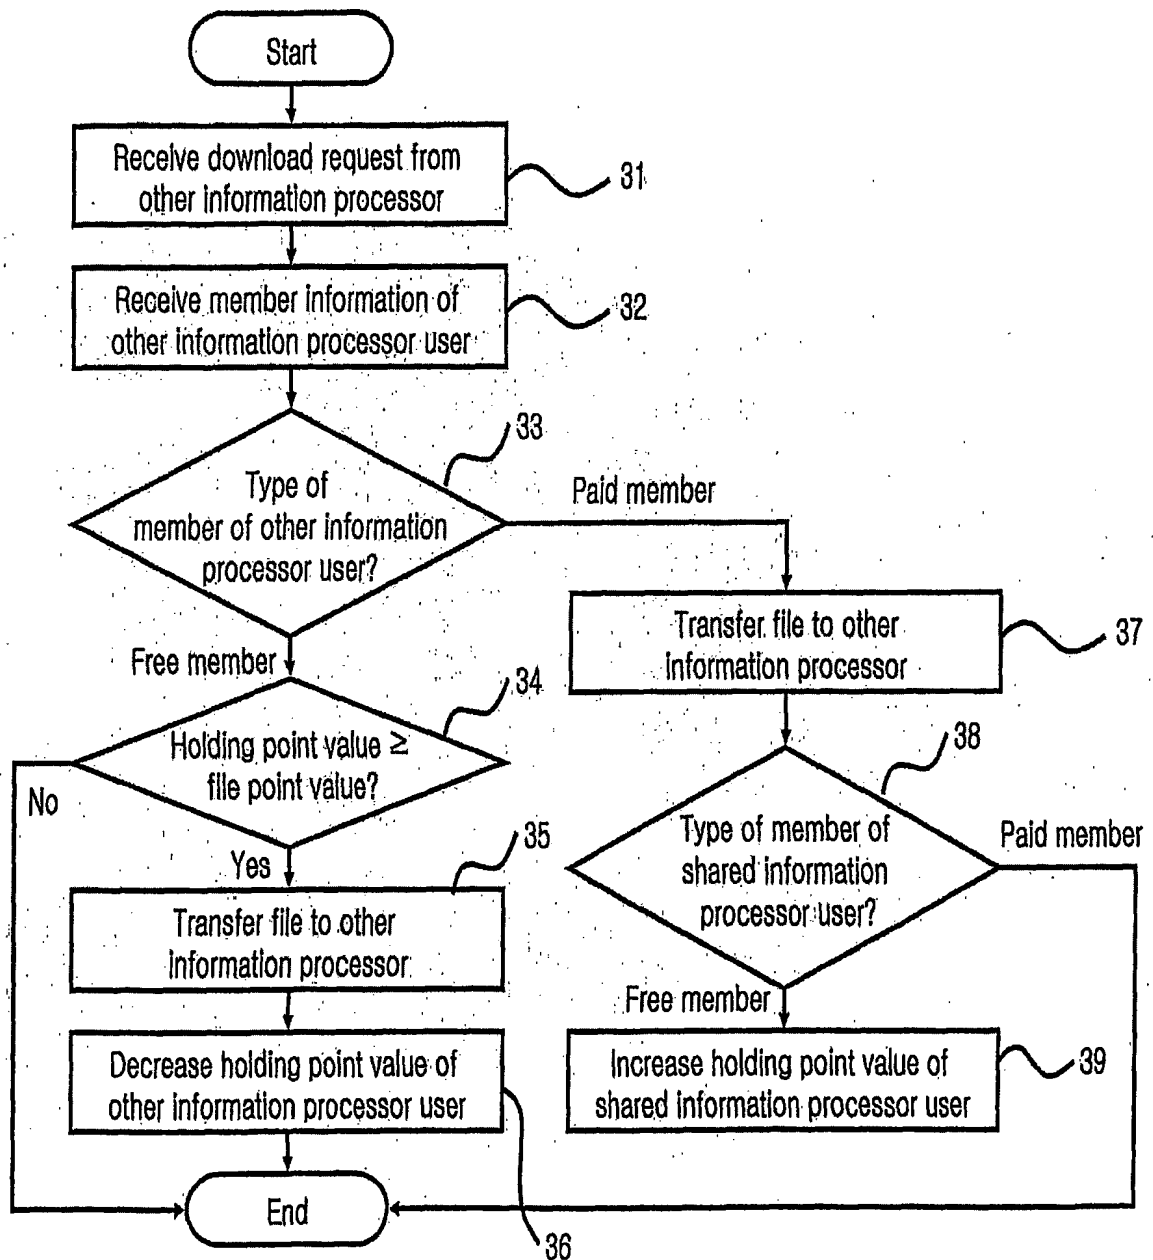 Start
Receive download request from
other information processor
31
Receive member information of
other information processor user
32
33
Type of
member of other information
processor user?
Paid member
Free member
Transfer file to other
information processor
37
34
Holding point value ≥
file point value?
No
Yes
38
Type of member of
shared information
processor user?
Paid member
35
Transfer file to other
information processor
Free member
Decrease holding point value of
other information processor user
Increase holding point value of
shared information processor user
39
End
36